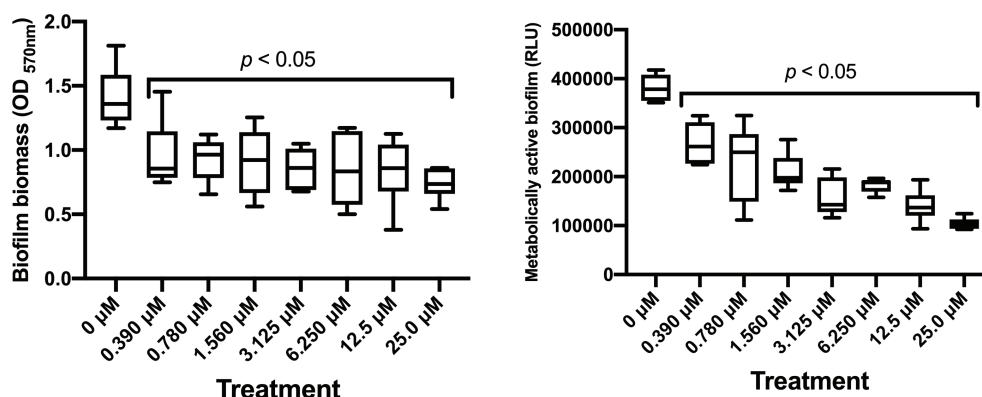 Biofilm biomass (OD 570nm)
2.0
1.5
1.0
0.5
0.0
p < 0.05
0 µM
0.390 µM
0.780 µM
1.560 µM
3.125 µM
6.250 µM
12.5 µM
25.0 µM
Treatment
Metabolically active biofilm (RLU)
500000
400000
300000
200000
100000
0
p < 0.05
0 µM
0.390 µM
0.780 µM
1.560 µM
3.125 µM
6.250 µM
12.5 µM
25.0 µM
Treatment